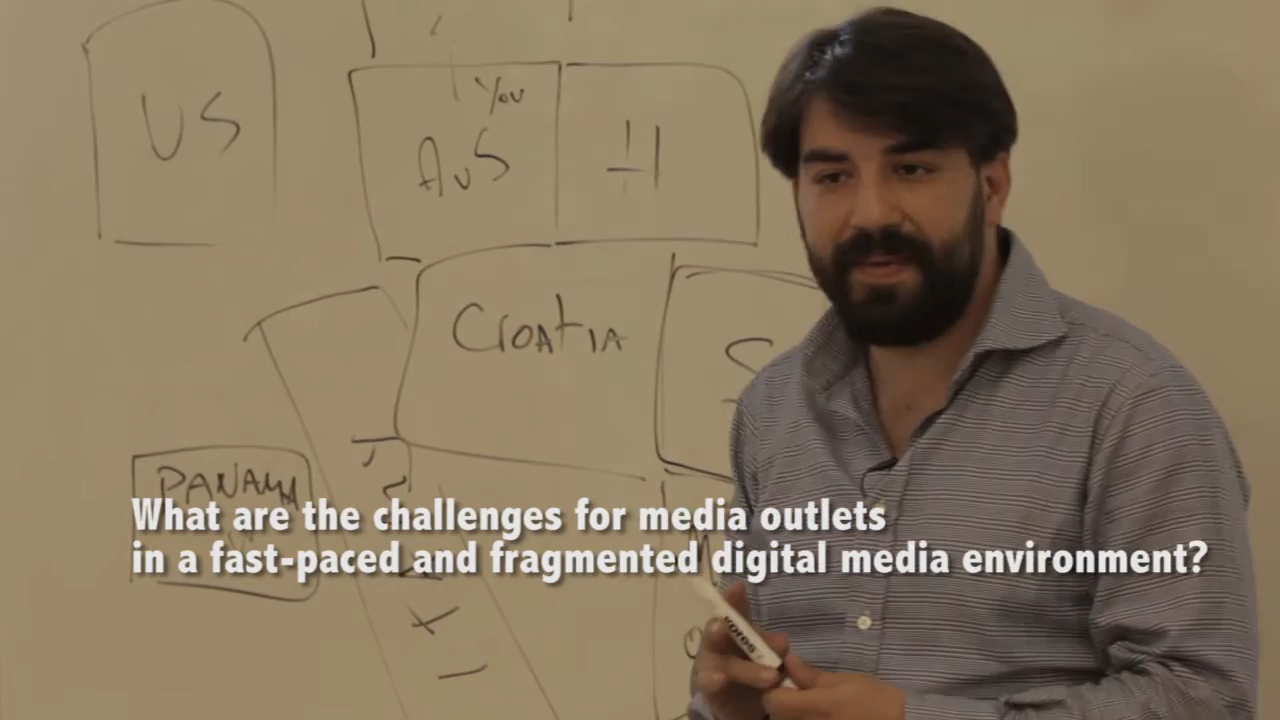 US
You
AuS
H
CROATIA
S
PANAMA
What are the challenges for media outlets
in a fast-paced and fragmented digital media environment?